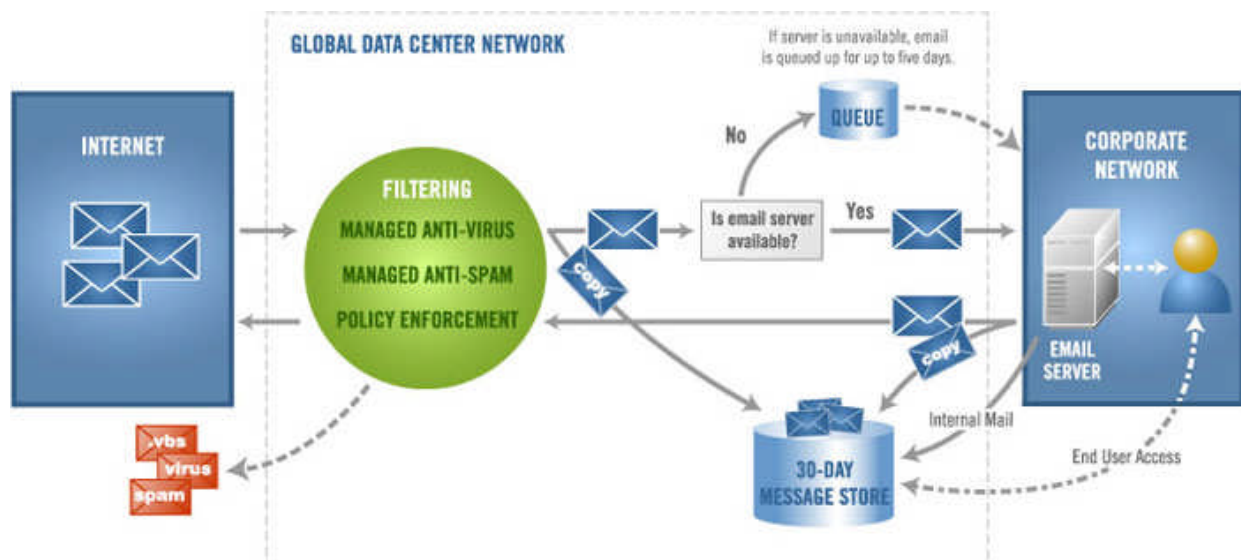 GLOBAL DATA CENTER NETWORK
If server is unavailable, email
is queued up for up to five days.
QUEUE
INTERNET
No
CORPORATE
NETWORK
FILTERING
MANAGED ANTI-VIRUS
MANAGED ANTI-SPAM
POLICY ENFORCEMENT
Is email server
available?
Yes
copy
copy
EMAIL
SERVER
Internal Mail
.vbs
virus
spam
30-DAY
MESSAGE STORE
End User Access